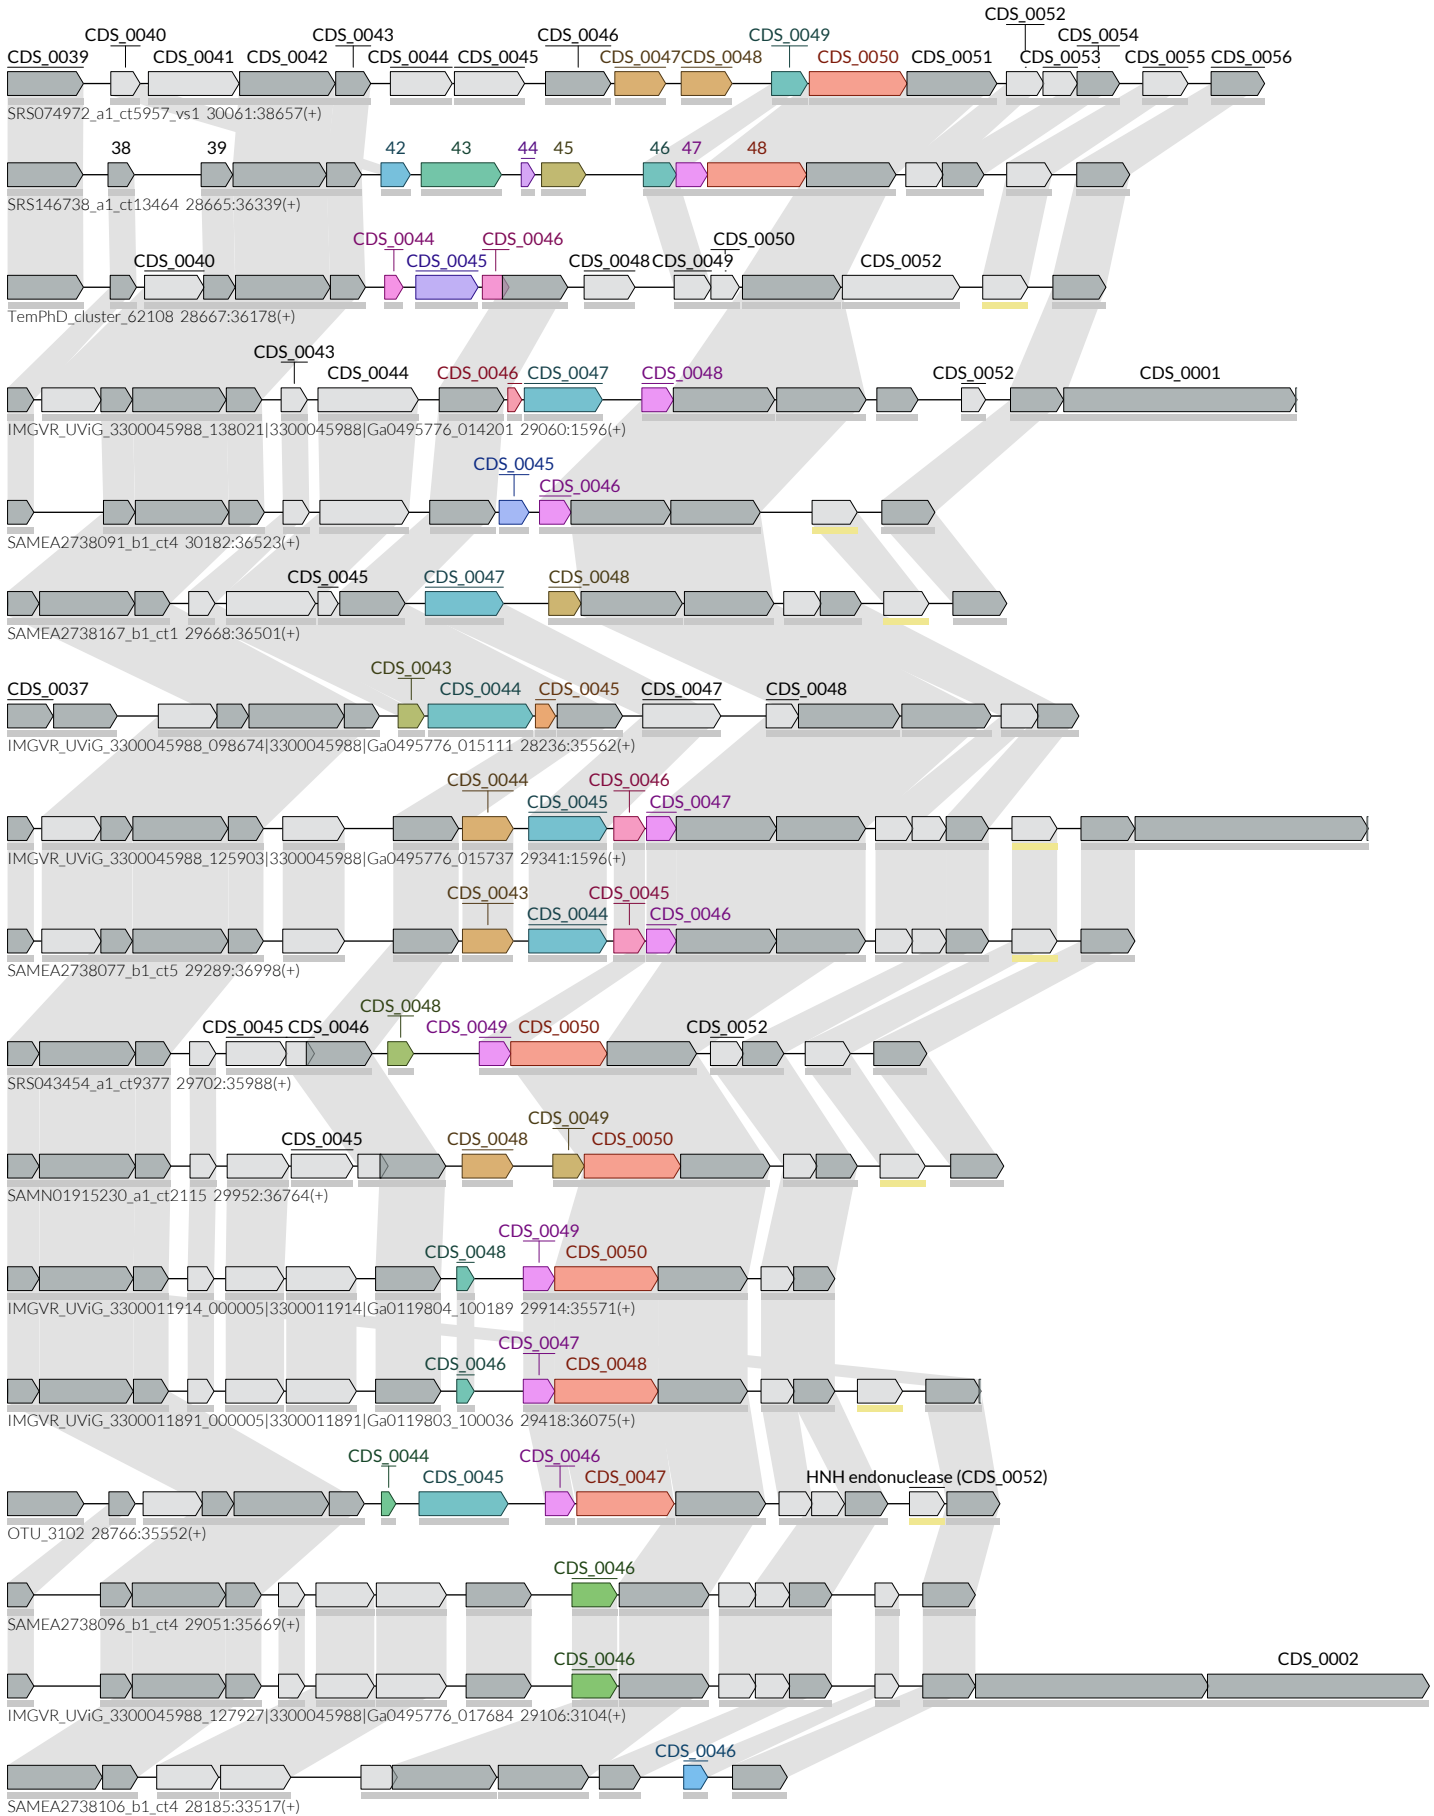 CDS_0052
CDS_0040 CDS_0043 CDS_0046 CDS_0049 CDS_0054
CDS_0039 CDS_0041 CDS_0042 CDS_0044 CDS_0045 CDS_0047 CDS_0048 CDS_0050 CDS_0051 CDS_0053 CDS_0055 CDS_0056
SRS074972_a1_ct5957_vs1 30061:38657(+)
38 39 42 43 44 45 46 47 48
SRS146738_a1_ct13464 28665:36339(+)
CDS_0044 CDS_0046 CDS_0050
CDS_0040 CDS_0045 CDS_0048 CDS_0049 CDS_0052
TemPhD_cluster_62108 28667:36178(+)
CDS_0043
CDS_0044 CDS_0046 CDS_0047 CDS_0048 CDS_0052 CDS_0001
IMGVR_UViG_3300045988_138021|3300045988|Ga0495776_014201 29060:1596(+)
CDS_0045
CDS_0046
SAMEA2738091_b1_ct4 30182:36523(+)
CDS_0045 CDS_0047 CDS_0048
SAMEA2738167_b1_ct1 29668:36501(+)
CDS_0043
CDS_0037 CDS_0044 CDS_0045 CDS_0047 CDS_0048
IMGVR_UViG_3300045988_098674|3300045988|Ga0495776_015111 28236:35562(+)
CDS_0044 CDS_0046
CDS_0045 CDS_0047
IMGVR_UViG_3300045988_125903|3300045988|Ga0495776_015737 29341:1596(+)
CDS_0043 CDS_0045
CDS_0044 CDS_0046
SAMEA2738077_b1_ct5 29289:36998(+)
CDS_0048
CDS_0045 CDS_0046 CDS_0049 CDS_0050 CDS_0052
SRS043454_a1_ct9377 29702:35988(+)
CDS_0049
CDS_0045 CDS_0048 CDS_0050
SAMN01915230_a1_ct2115 29952:36764(+)
CDS_0049
CDS_0048 CDS_0050
IMGVR_UViG_3300011914_000005|3300011914|Ga0119804_100189 29914:35571(+)
CDS_0047
CDS_0046 CDS_0048
IMGVR_UViG_3300011891_000005|3300011891|Ga0119803_100036 29418:36075(+)
CDS_0044 CDS_0046
CDS_0045 CDS_0047 HNH endonuclease (CDS_0052)
OTU_3102 28766:35552(+)
CDS_0046
SAMEA2738096_b1_ct4 29051:35669(+)
CDS_0046 CDS_0002
IMGVR_UViG_3300045988_127927|3300045988|Ga0495776_017684 29106:3104(+)
CDS_0046
SAMEA2738106_b1_ct4 28185:33517(+)